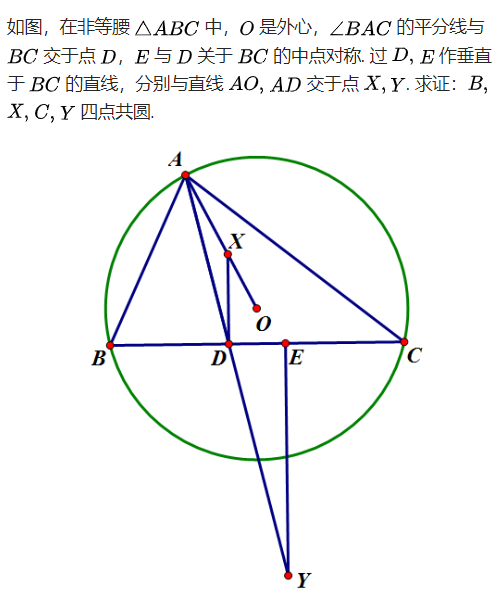 如图，在非等腰 △ABC 中，O 是外心，∠BAC 的平分线与
BC 交于点 D，E 与 D 关于 BC 的中点对称. 过 D, E 作垂直
于 BC 的直线，分别与直线 AO, AD 交于点 X, Y. 求证：B,
X, C, Y 四点共圆.
A
X
O
B
D
E
C
Y